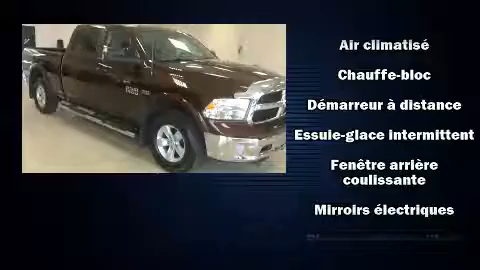 Air climatisé
Chauffe-bloc
Démarreur à distance
Essuie-glace intermittent
Fenêtre arrière
coulissante
Mirroirs électriques